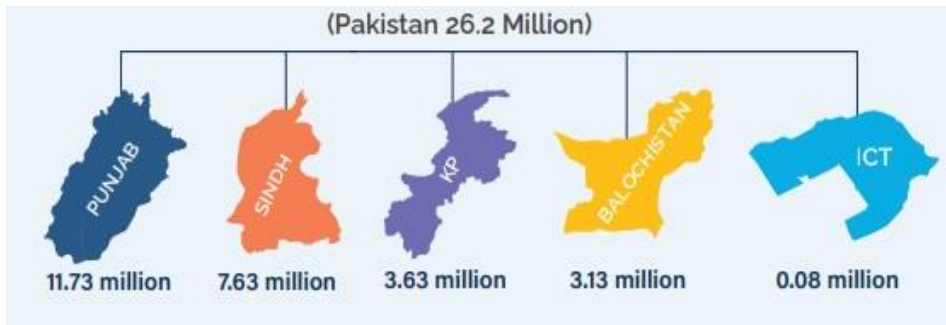 (Pakistan 26.2 Million)
PUNJAB
SINDH
KP
BALOCHISTAN
ICT
11.73 million
7.63 million
3.63 million
3.13 million
0.08 million